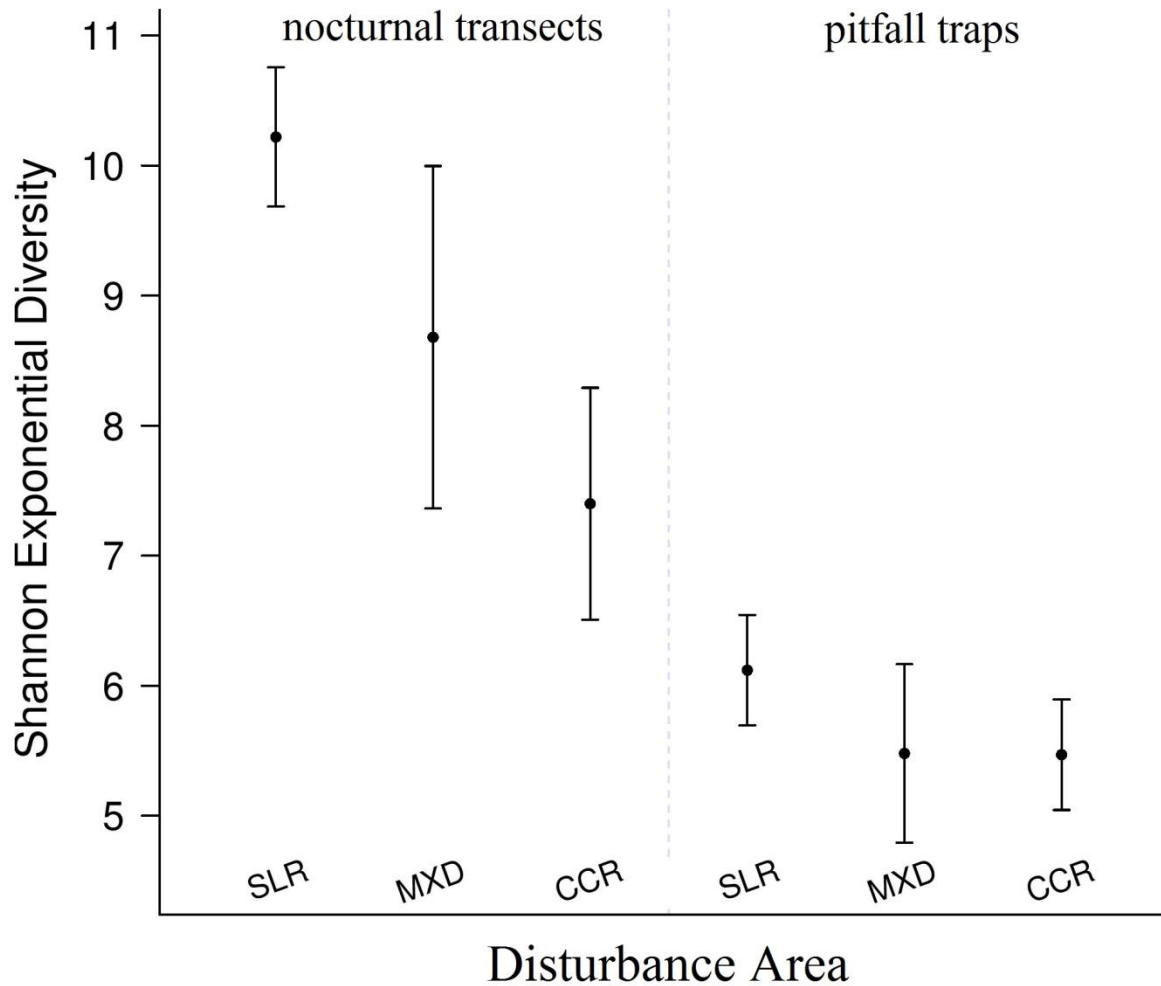 nocturnal transects
pitfall traps
Shannon Exponential Diversity
11
10
9
8
7
6
5
SLR
MXD
CCR
SLR
MXD
CCR
Disturbance Area